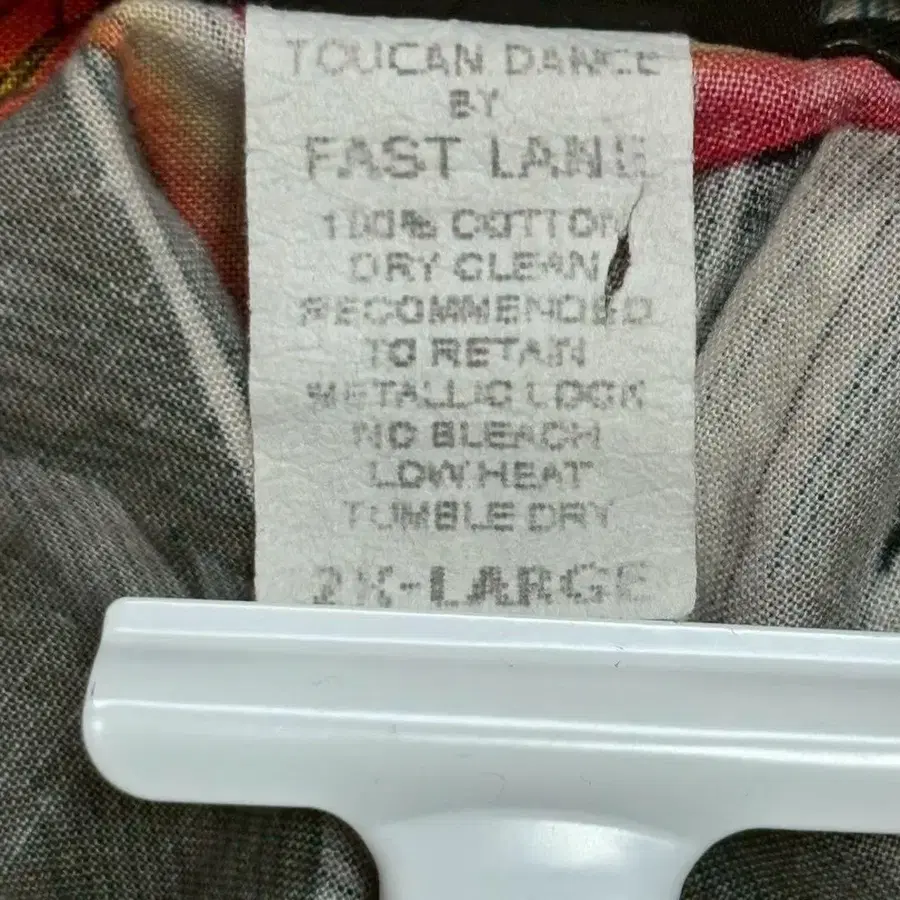 TOUCAN DANCE
BY
FAST LANE
100% COTTON
DRY CLEAN
RECOMMENDED
TO RETAIN
METALLIC LOOK
NO BLEACH
LOW HEAT
TUMBLE DRY
2X-LARGE